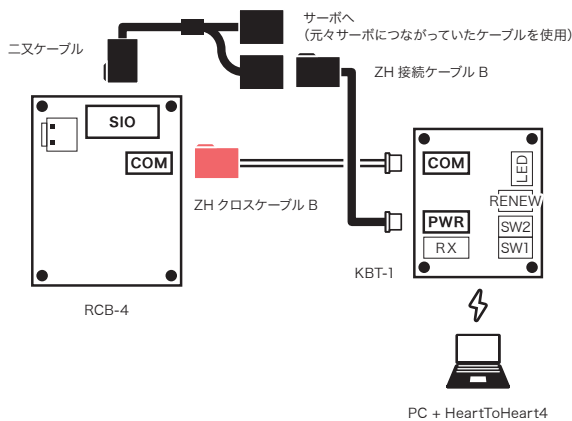 サーボへ
（元々サーボにつながっていたケーブルを使用）
二又ケーブル
ZH 接続ケーブル B
SIO
COM
ZH クロスケーブル B
COM
LED
RENEW
PWR
SW2
RX
SW1
KBT-1
RCB-4
PC + HeartToHeart4